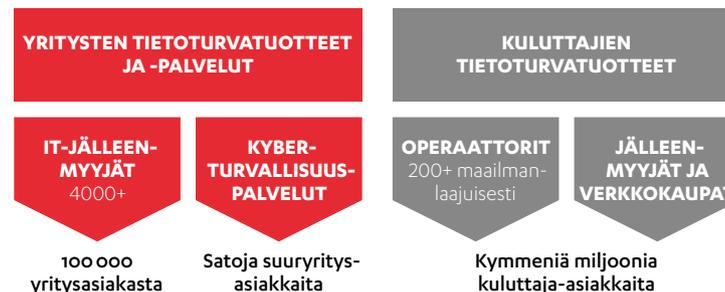 YRITYSTEN TIETOTURVATUOTTEET
JA -PALVELUT
KULUTTAJIEN
TIETOTURVATUOTTEET
IT-JÄLLEEN-
MYYJÄT
4000+
KYBER-
TURVALLISUUS-
PALVELUT
OPERAATTORIT
200+ maailman-
laajuisesti
JÄLLEEN-
MYYJÄT JA
VERKKOKAUPAT
100 000
yritysasiakasta
Satoja suuryritys-
asiakkaita
Kymmeniä miljoonia
kuluttaja-asiakkaita